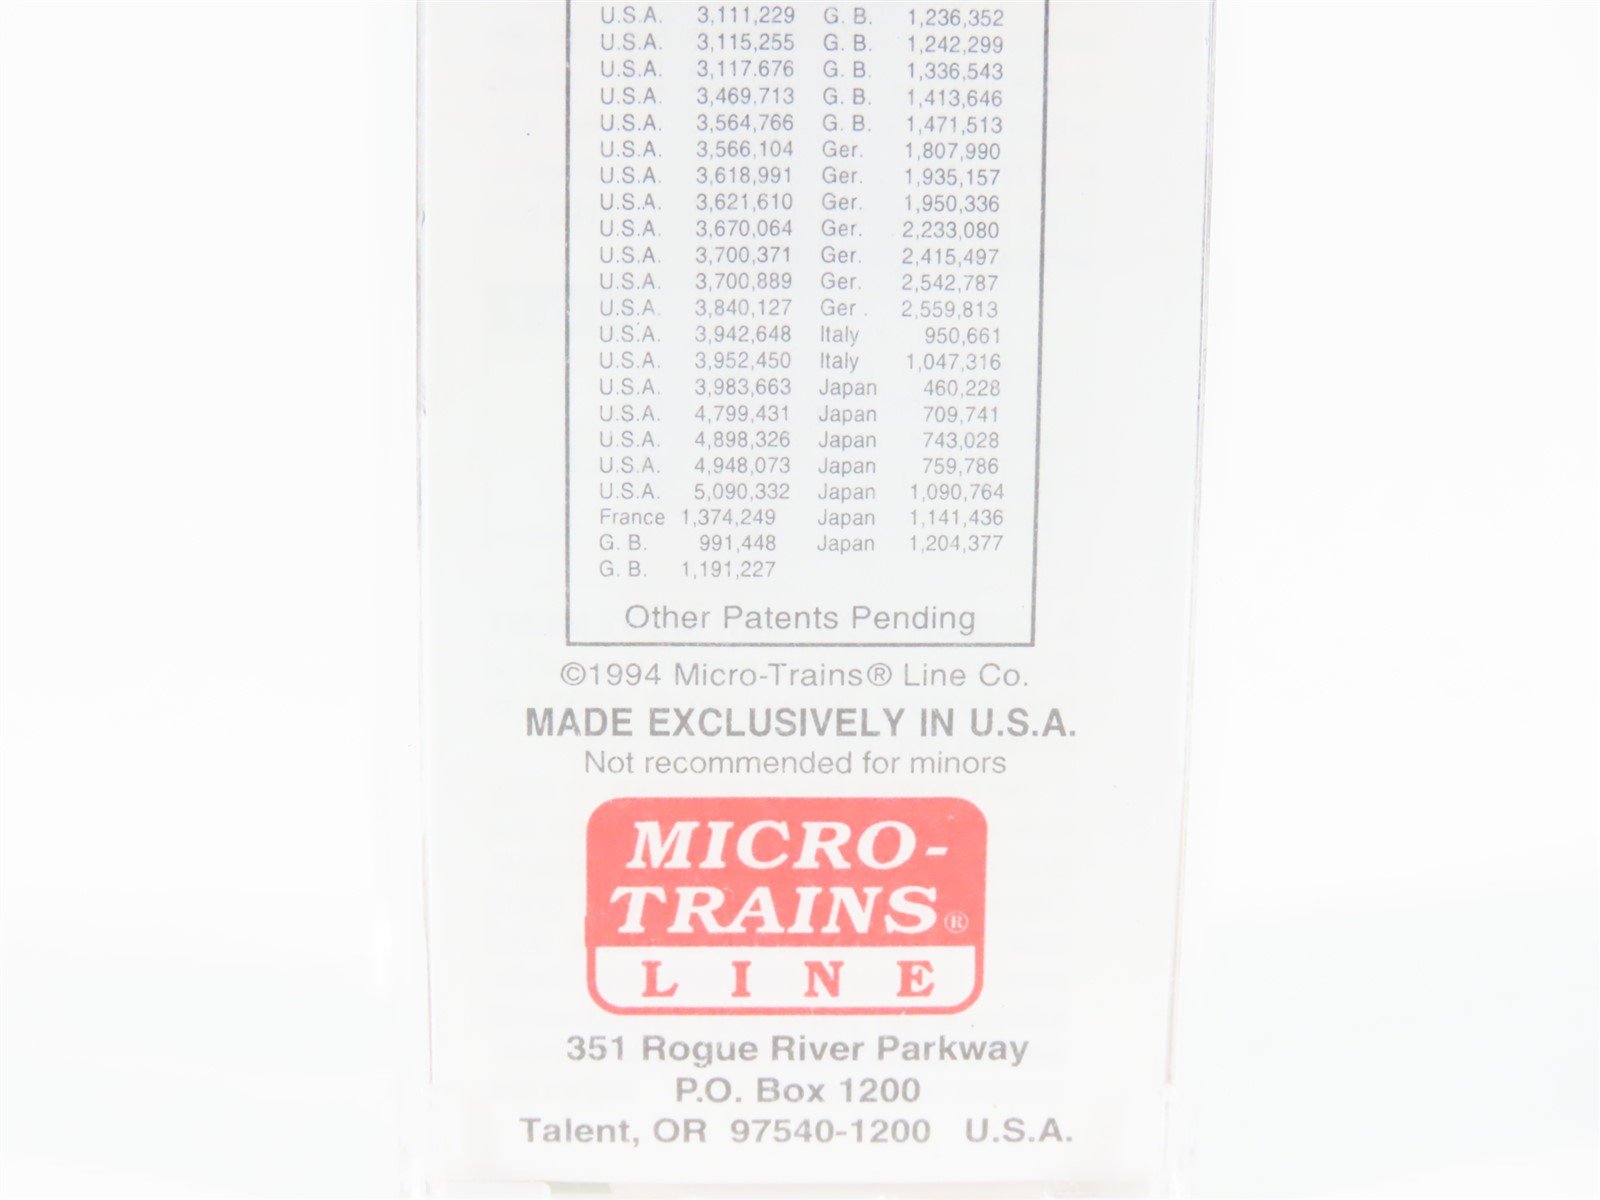 U.S.A. 3,111,229 G. B. 1,236,352
U.S.A. 3,115,255 G. B. 1,242,299
U.S.A. 3,117.676 G. B. 1,336,543
U.S.A. 3,469,713 G. B. 1,413,646
U.S.A. 3,564,766 G. B. 1,471,513
U.S.A. 3,566,104 Ger. 1,807,990
U.S.A. 3,618,991 Ger. 1,935,157
U.S.A. 3,621,610 Ger. 1,950,336
U.S.A. 3,670,064 Ger. 2,233,080
U.S.A. 3,700,371 Ger. 2,415,497
U.S.A. 3,700,889 Ger. 2,542,787
U.S.A. 3,840,127 Ger . 2,559,813
U.S.A. 3,942,648 Italy 950,661
U.S.A. 3,952,450 Italy 1,047,316
U.S.A. 3,983,663 Japan 460,228
U.S.A. 4,799,431 Japan 709,741
U.S.A. 4,898,326 Japan 743,028
U.S.A. 4,948,073 Japan 759,786
U.S.A. 5,090,332 Japan 1,090,764
France 1,374,249 Japan 1,141,436
G. B. 991,448 Japan 1,204,377
G. B. 1,191,227
Other Patents Pending
©1994 Micro-Trains® Line Co.
MADE EXCLUSIVELY IN U.S.A.
Not recommended for minors
MICRO-
TRAINS®
LINE
351 Rogue River Parkway
P.O. Box 1200
Talent, OR 97540-1200 U.S.A.